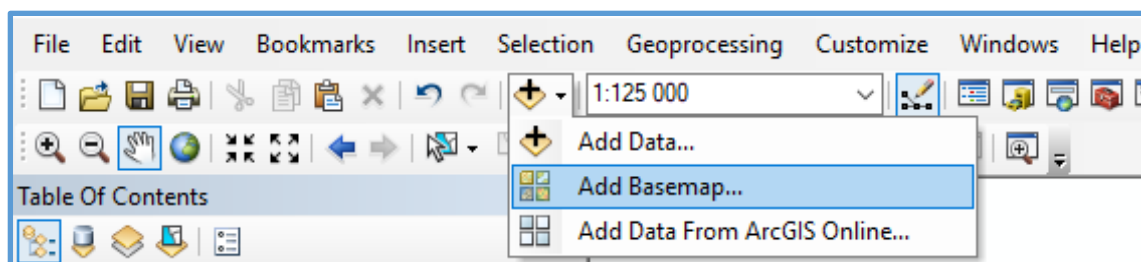 File Edit View Bookmarks Insert Selection Geoprocessing Customize Windows Help
1:125 000
Add Data...
Table Of Contents
Add Basemap...
Add Data From ArcGIS Online...